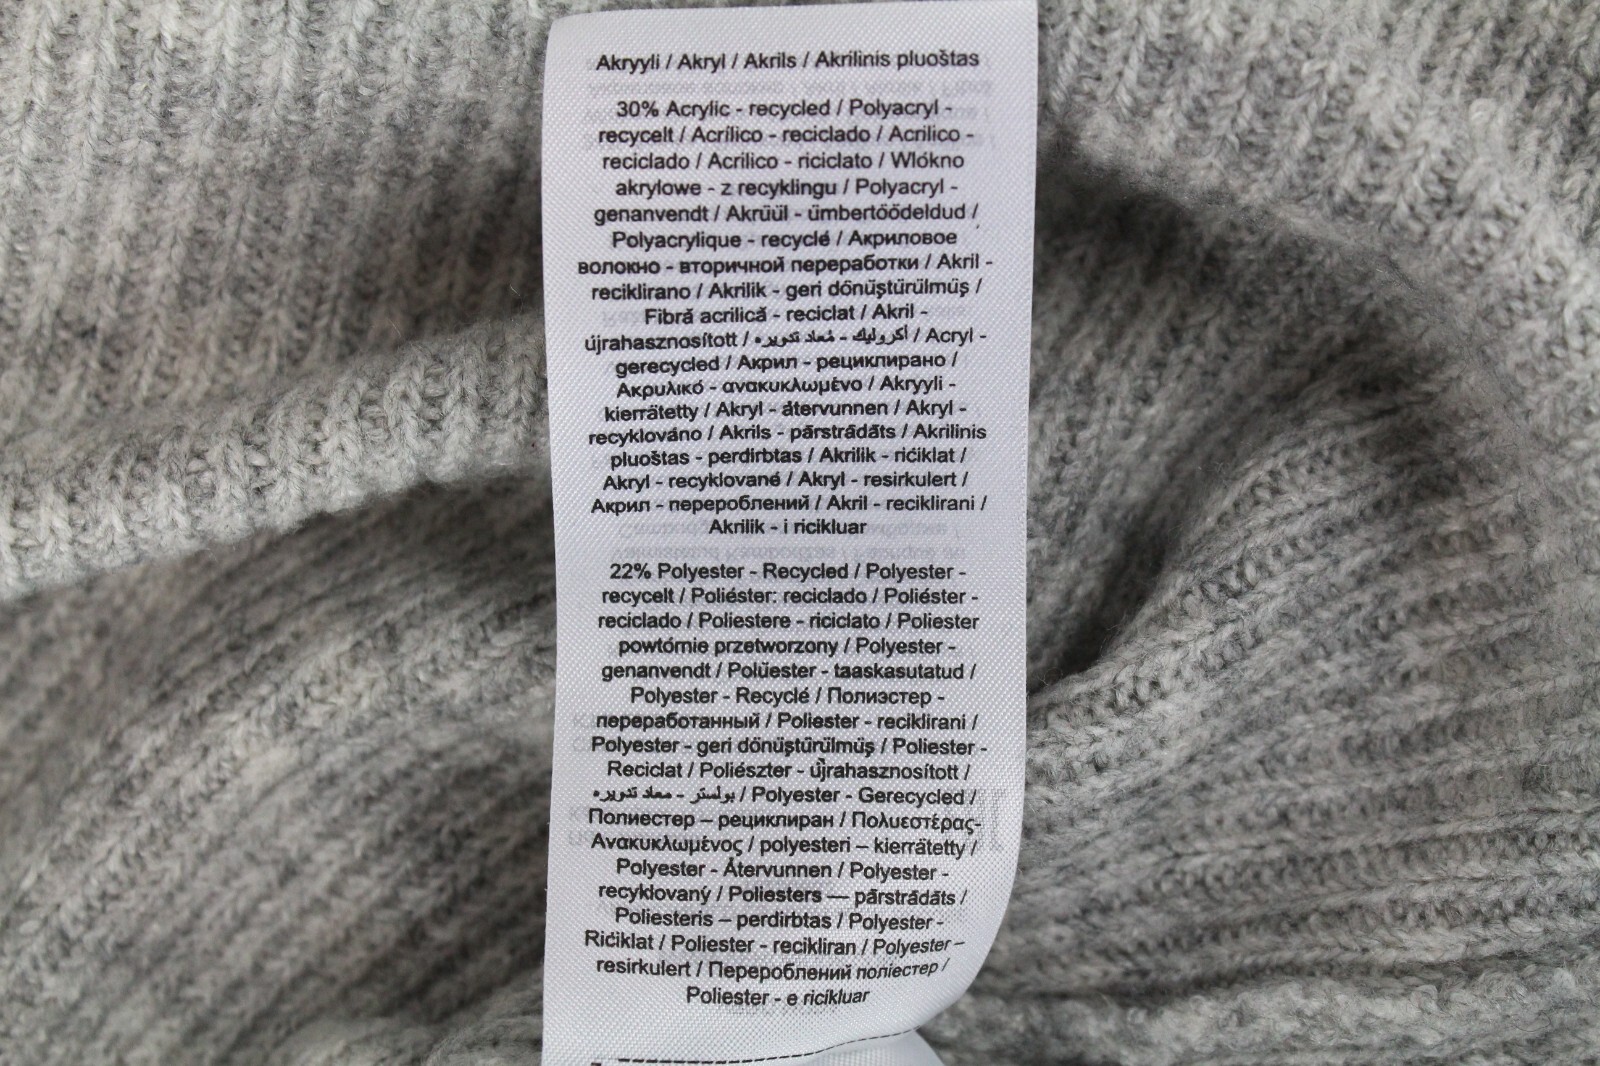 Akryyli / Akryl / Akrils / Akrilinis pluoštas
30% Acrylic - recycled / Polyacryl -
recycelt / Acrílico - reciclado / Acrilico -
reciclado / Acrilico - riciclato / Wlókno
akrylowe - z recyklingu / Polyacryl -
genanvendt / Akrüül - ümbertöödeldud /
Polyacrylique - recyclé / Акриловое
волокно - вторичной переработки / Akril -
reciklirano / Akrilik - geri dönüştürülmüş /
Fibră acrilică - reciclat / Akril -
újrahasznosított / أكروليك - مُعاد تدويره / Acryl -
gerecycled / Акрил - рециклирано /
Ακρυλικό - ανακυκλωμένο / Akryyli -
kierrätetty / Akryl - återvunnen / Akryl -
recyklováno / Akrils - pārstrādāts / Akrilinis
pluoštas - perdirbtas / Akrilik - riċiklat /
Akryl - recyklované / Akryl - resirkulert /
Акрил - перероблений / Akril - reciklirani /
Akrilik - i ricikluar
22% Polyester - Recycled / Polyester -
recycelt / Poliéster: reciclado / Poliéster -
reciclado / Poliestere - riciclato / Poliester
powtórnie przetworzony / Polyester -
genanvendt / Polüester - taaskasutatud /
Polyester - Recyclé / Полиэстер -
переработанный / Poliester - reciklirani /
Polyester - geri dönüştürülmüş / Poliester -
Reciclat / Poliészter - újrahasznosított /
بولستر - معاد تدويره / Polyester - Gerecycled /
Полиестер – рециклиран / Πολυεστέρας-
Ανακυκλωμένος / polyesteri – kierrätetty /
Polyester - Återvunnen / Polyester -
recyklovaný / Poliesters — pārstrādāts /
Poliesteris – perdirbtas / Polyester -
Riċiklat / Poliester - recikliran / Polyester –
resirkulert / Перероблений поліестер /
Poliester - e ricikluar